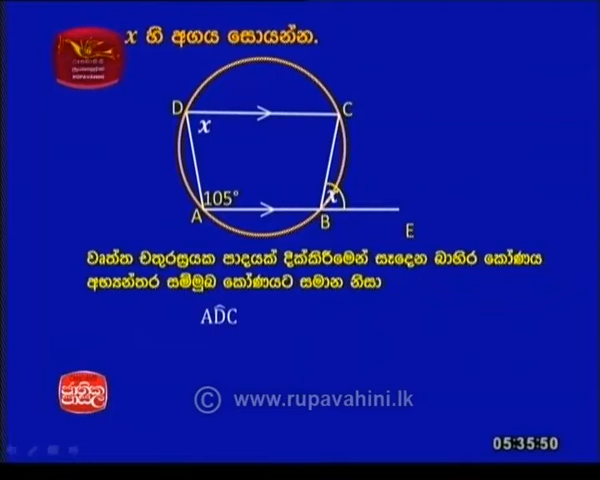 x හි අගය සොයන්න.
D
C
x
105°
x
A
B
E
වෘත්ත චතුරස්‍රයක පාදයක් දික්කිරීමෙන් සෑදෙන බාහිර කෝණය
අභ්‍යන්තර සම්මුඛ කෝණයට සමාන නිසා
AD̂C
ජාතික
පාසල
© www.rupavahini.lk
05:35:50